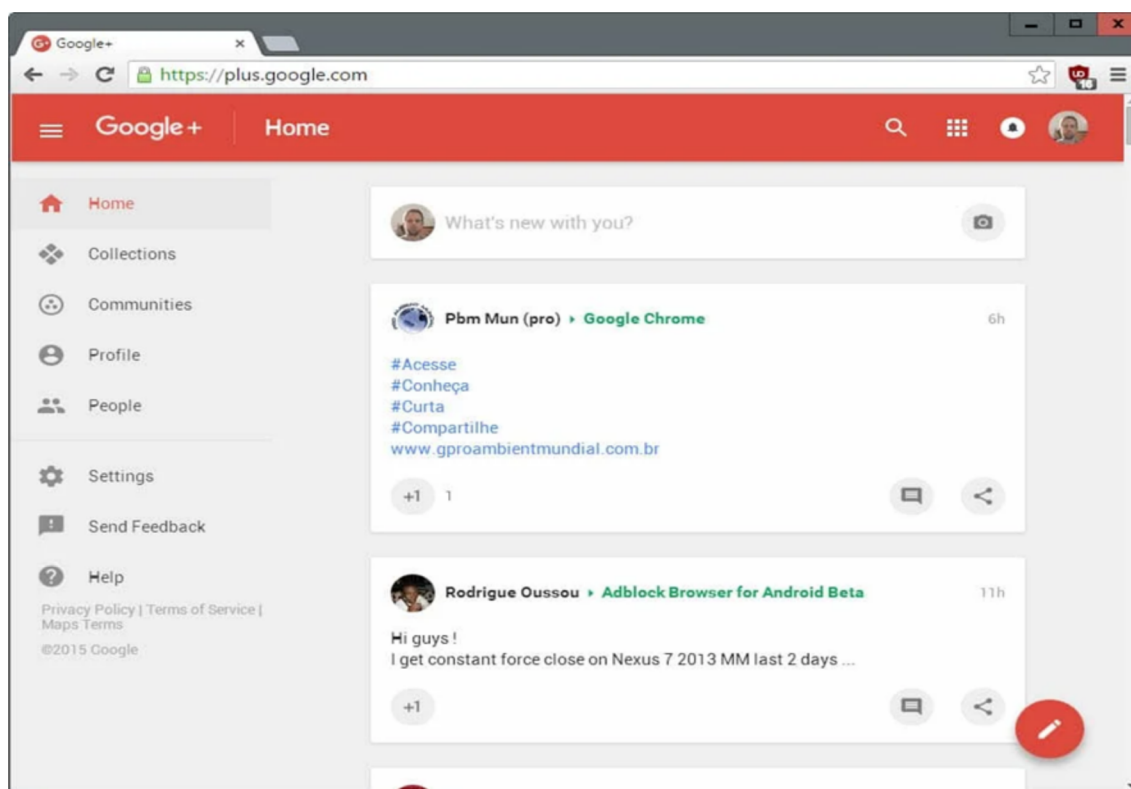 Google+
https://plus.google.com
16
Google+ Home
Home
Collections
Communities
Profile
People
Settings
Send Feedback
Help
Privacy Policy | Terms of Service |
Maps Terms
©2015 Google
What's new with you?
Pbm Mun (pro) ▸ Google Chrome 6h
#Acesse
#Conheça
#Curta
#Compartilhe
www.gproambientmundial.com.br
+1 1
Rodrigue Oussou ▸ Adblock Browser for Android Beta 11h
Hi guys !
I get constant force close on Nexus 7 2013 MM last 2 days ...
+1